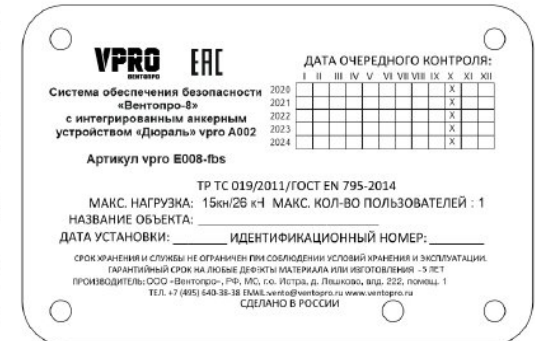 VPRO
ВЕНТОПРО
EAC
Система обеспечения безопасности
«Вентопро-8»
с интегрированным анкерным
устройством «Дюраль» vpro A002
Артикул vpro E008-fbs
ДАТА ОЧЕРЕДНОГО КОНТРОЛЯ:
I II III IV V VI VII VIII IX X XI XII
2020 X
2021 X
2022 X
2023 X
2024 X
ТР ТС 019/2011/ГОСТ EN 795-2014
МАКС. НАГРУЗКА: 15кн/26 кН МАКС. КОЛ-ВО ПОЛЬЗОВАТЕЛЕЙ : 1
НАЗВАНИЕ ОБЪЕКТА:
ДАТА УСТАНОВКИ: ИДЕНТИФИКАЦИОННЫЙ НОМЕР:
СРОК ХРАНЕНИЯ И СЛУЖБЫ НЕ ОГРАНИЧЕН ПРИ СОБЛЮДЕНИИ УСЛОВИЙ ХРАНЕНИЯ И ЭКСПЛУАТАЦИИ.
ГАРАНТИЙНЫЙ СРОК НА ЛЮБЫЕ ДЕФЕКТЫ МАТЕРИАЛА ИЛИ ИЗГОТОВЛЕНИЯ - 5 ЛЕТ
ПРОИЗВОДИТЕЛЬ: ООО «Вентопро», РФ, МО, г.о. Истра, д. Лешково, влд. 222, помещ. 1
ТЕЛ. +7 (495) 640-38-38 EMAIL:vento@ventopro.ru www.ventopro.ru
СДЕЛАНО В РОССИИ